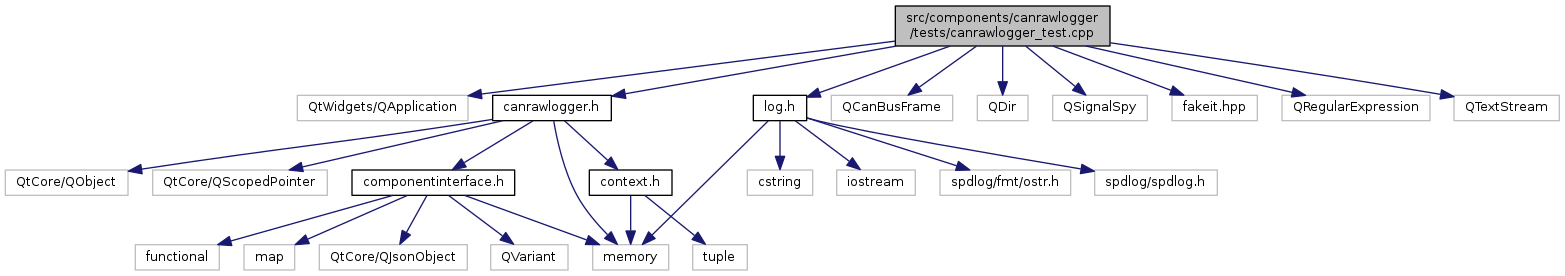 src/components/canrawlogger
/tests/canrawlogger_test.cpp
QtWidgets/QApplication
canrawlogger.h
log.h
QCanBusFrame
QDir
QSignalSpy
fakeit.hpp
QRegularExpression
QTextStream
QtCore/QObject
QtCore/QScopedPointer
componentinterface.h
context.h
cstring
iostream
spdlog/fmt/ostr.h
spdlog/spdlog.h
functional
map
QtCore/QJsonObject
QVariant
memory
tuple